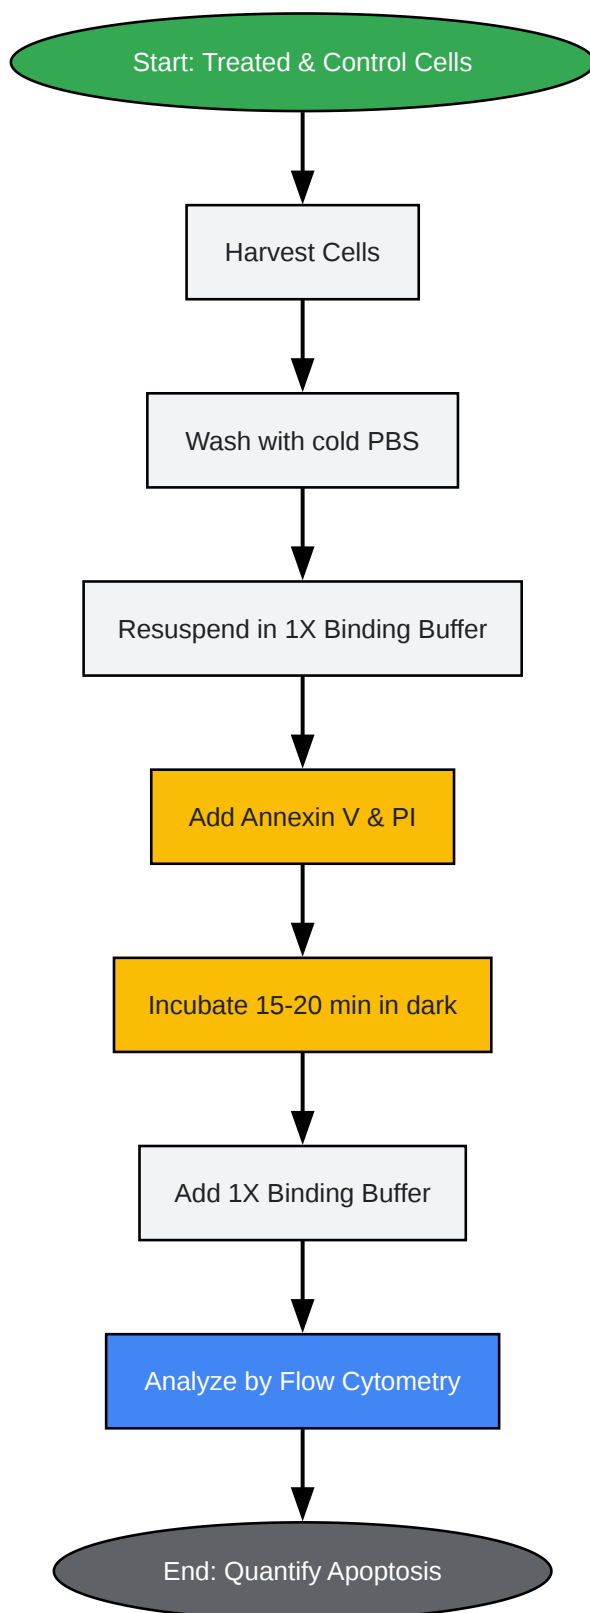 Start: Treated & Control Cells
Harvest Cells
Wash with cold PBS
Resuspend in 1X Binding Buffer
Add Annexin V & PI
Incubate 15-20 min in dark
Add 1X Binding Buffer
Analyze by Flow Cytometry
End: Quantify Apoptosis